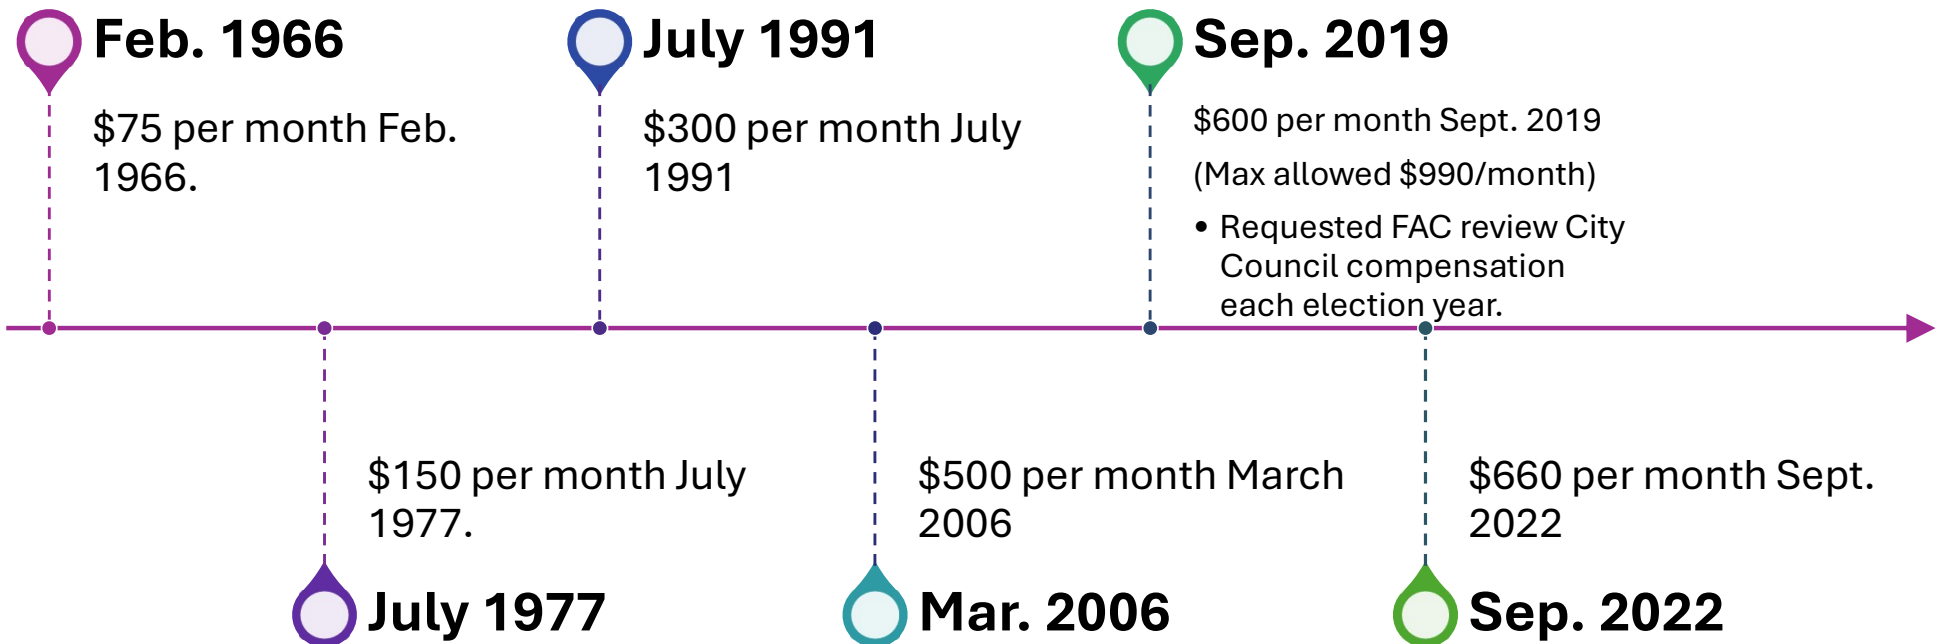 Feb. 1966
$75 per month Feb.
1966.
July 1991
$300 per month July
1991
Sep. 2019
$600 per month Sept. 2019
(Max allowed $990/month)
• Requested FAC review City
Council compensation
each election year.
$150 per month July
1977.
July 1977
$500 per month March
2006
Mar. 2006
$660 per month Sept.
2022
Sep. 2022